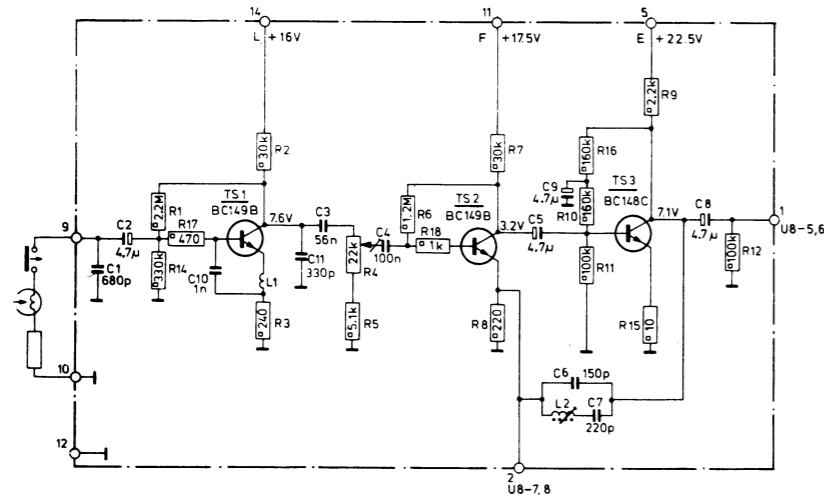 14
L +16V
11
F +17.5V
5
E +22.5V
2.2k
R9
30k
R2
30k
R7
160k
R16
C9
4.7µ
160k
R10
TS3
BC148C
7.1V
C8
4.7µ
1
U8-5,6
2.2M
R1
TS1
BC149B
7.6V
1.2M
R6
TS2
BC149B
3.2V
C5
4.7µ
9
C2
4.7µ
R17
470
C3
56n
C4
100n
R18
1k
C1
680p
330k
R14
C10
1n
L1
C11
330p
22k
R4
100k
R11
100k
R12
240
R3
5.1k
R5
R8
220
R15
10
10
C6
150p
L2
C7
220p
12
2
U8-7,8